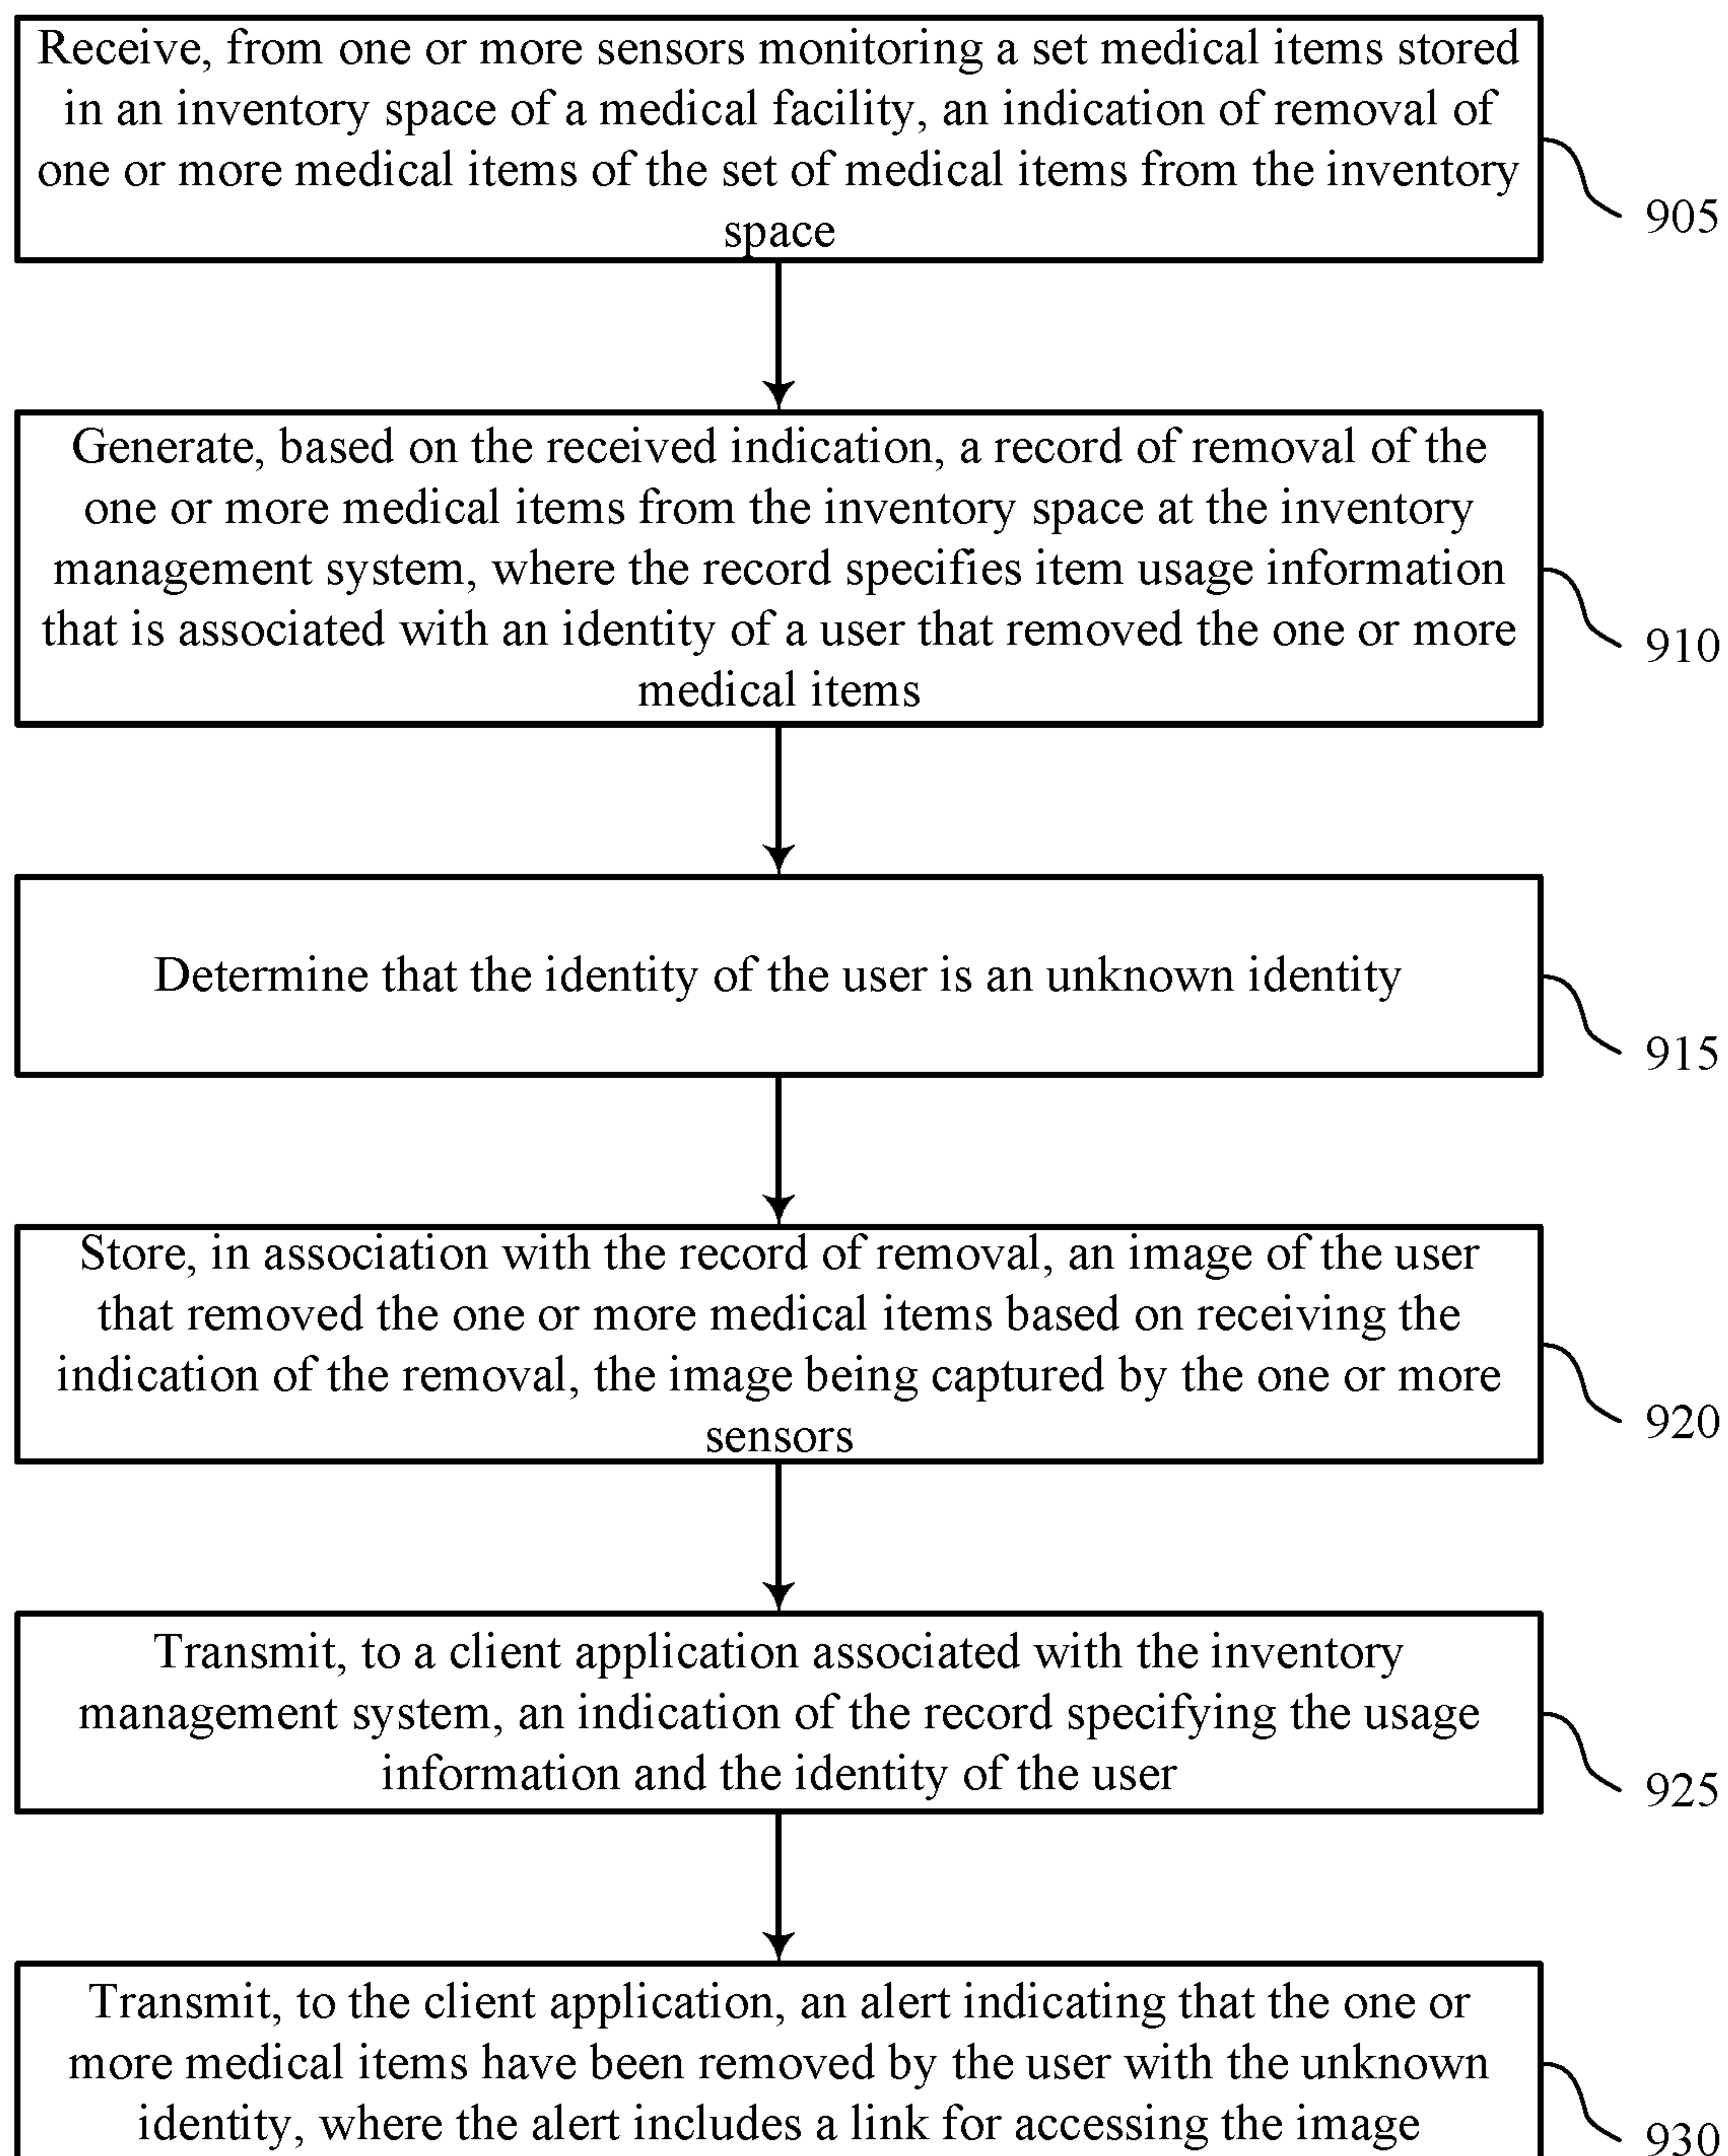 Receive, from one or more sensors monitoring a set medical items stored
in an inventory space of a medical facility, an indication of removal of
one or more medical items of the set of medical items from the inventory
space
905
Generate, based on the received indication, a record of removal of the
one or more medical items from the inventory space at the inventory
management system, where the record specifies item usage information
that is associated with an identity of a user that removed the one or more
medical items
910
Determine that the identity of the user is an unknown identity
915
Store, in association with the record of removal, an image of the user
that removed the one or more medical items based on receiving the
indication of the removal, the image being captured by the one or more
sensors
920
Transmit, to a client application associated with the inventory
management system, an indication of the record specifying the usage
information and the identity of the user
925
Transmit, to the client application, an alert indicating that the one or
more medical items have been removed by the user with the unknown
identity, where the alert includes a link for accessing the image
930